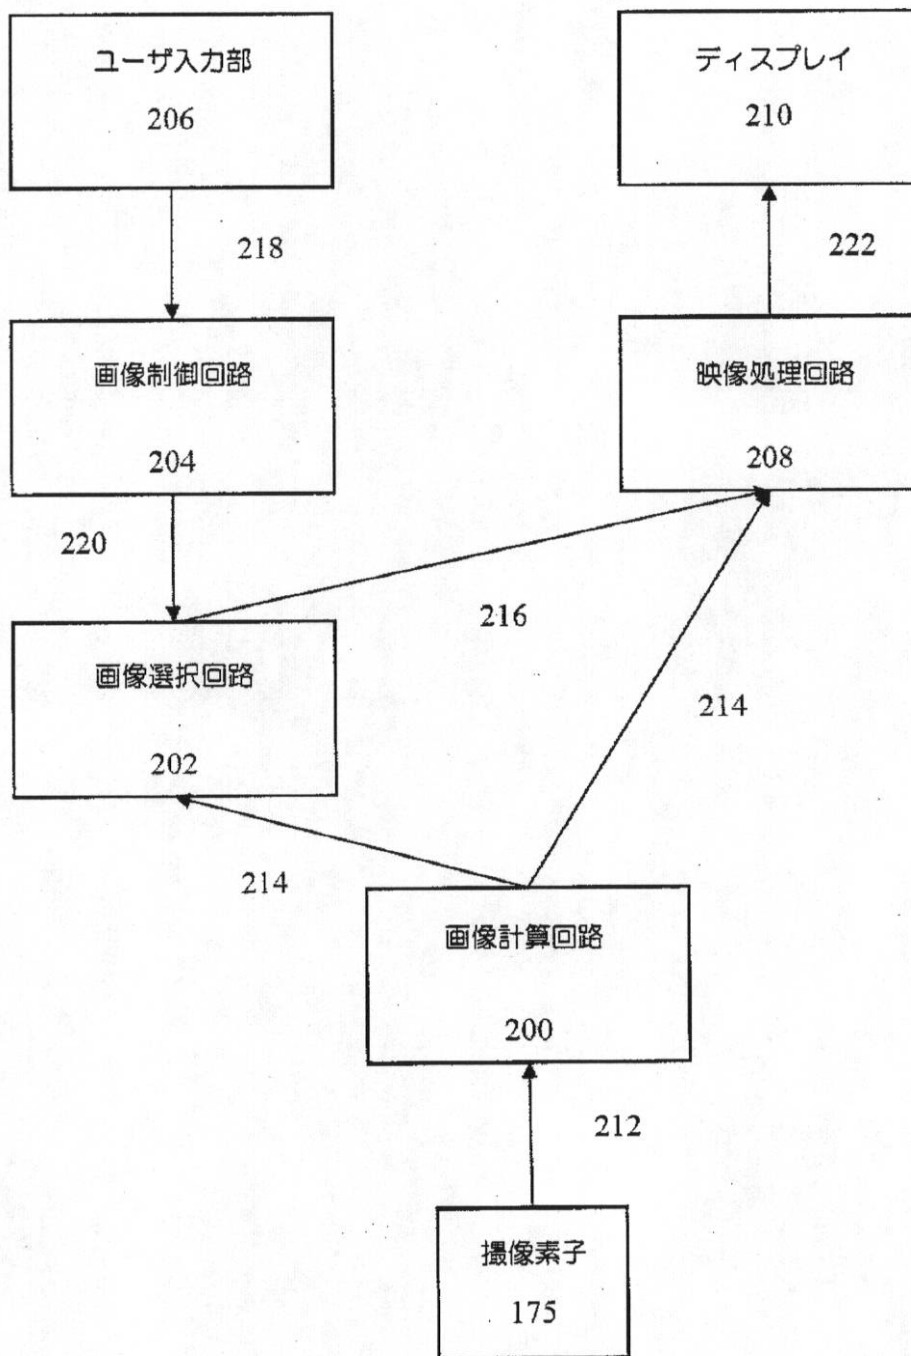 ユーザ入力部
206
ディスプレイ
210
218
222
画像制御回路
204
映像処理回路
208
220
216
画像選択回路
202
214
214
画像計算回路
200
212
撮像素子
175